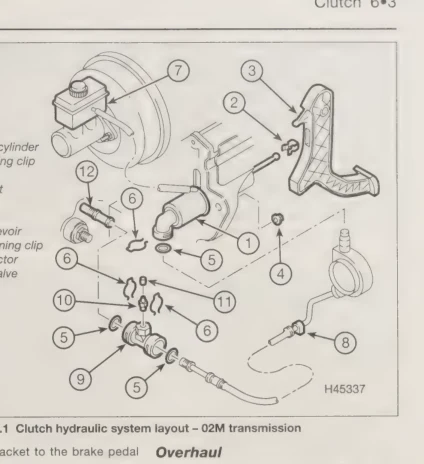 Clutch 6•3
cylinder
ng clip
t
evoir
ning clip
ctor
alve
7
3
2
12
6
1
5
4
6
11
10
5
6
8
9
5
H45337
.1 Clutch hydraulic system layout – 02M transmission
acket to the brake pedal Overhaul